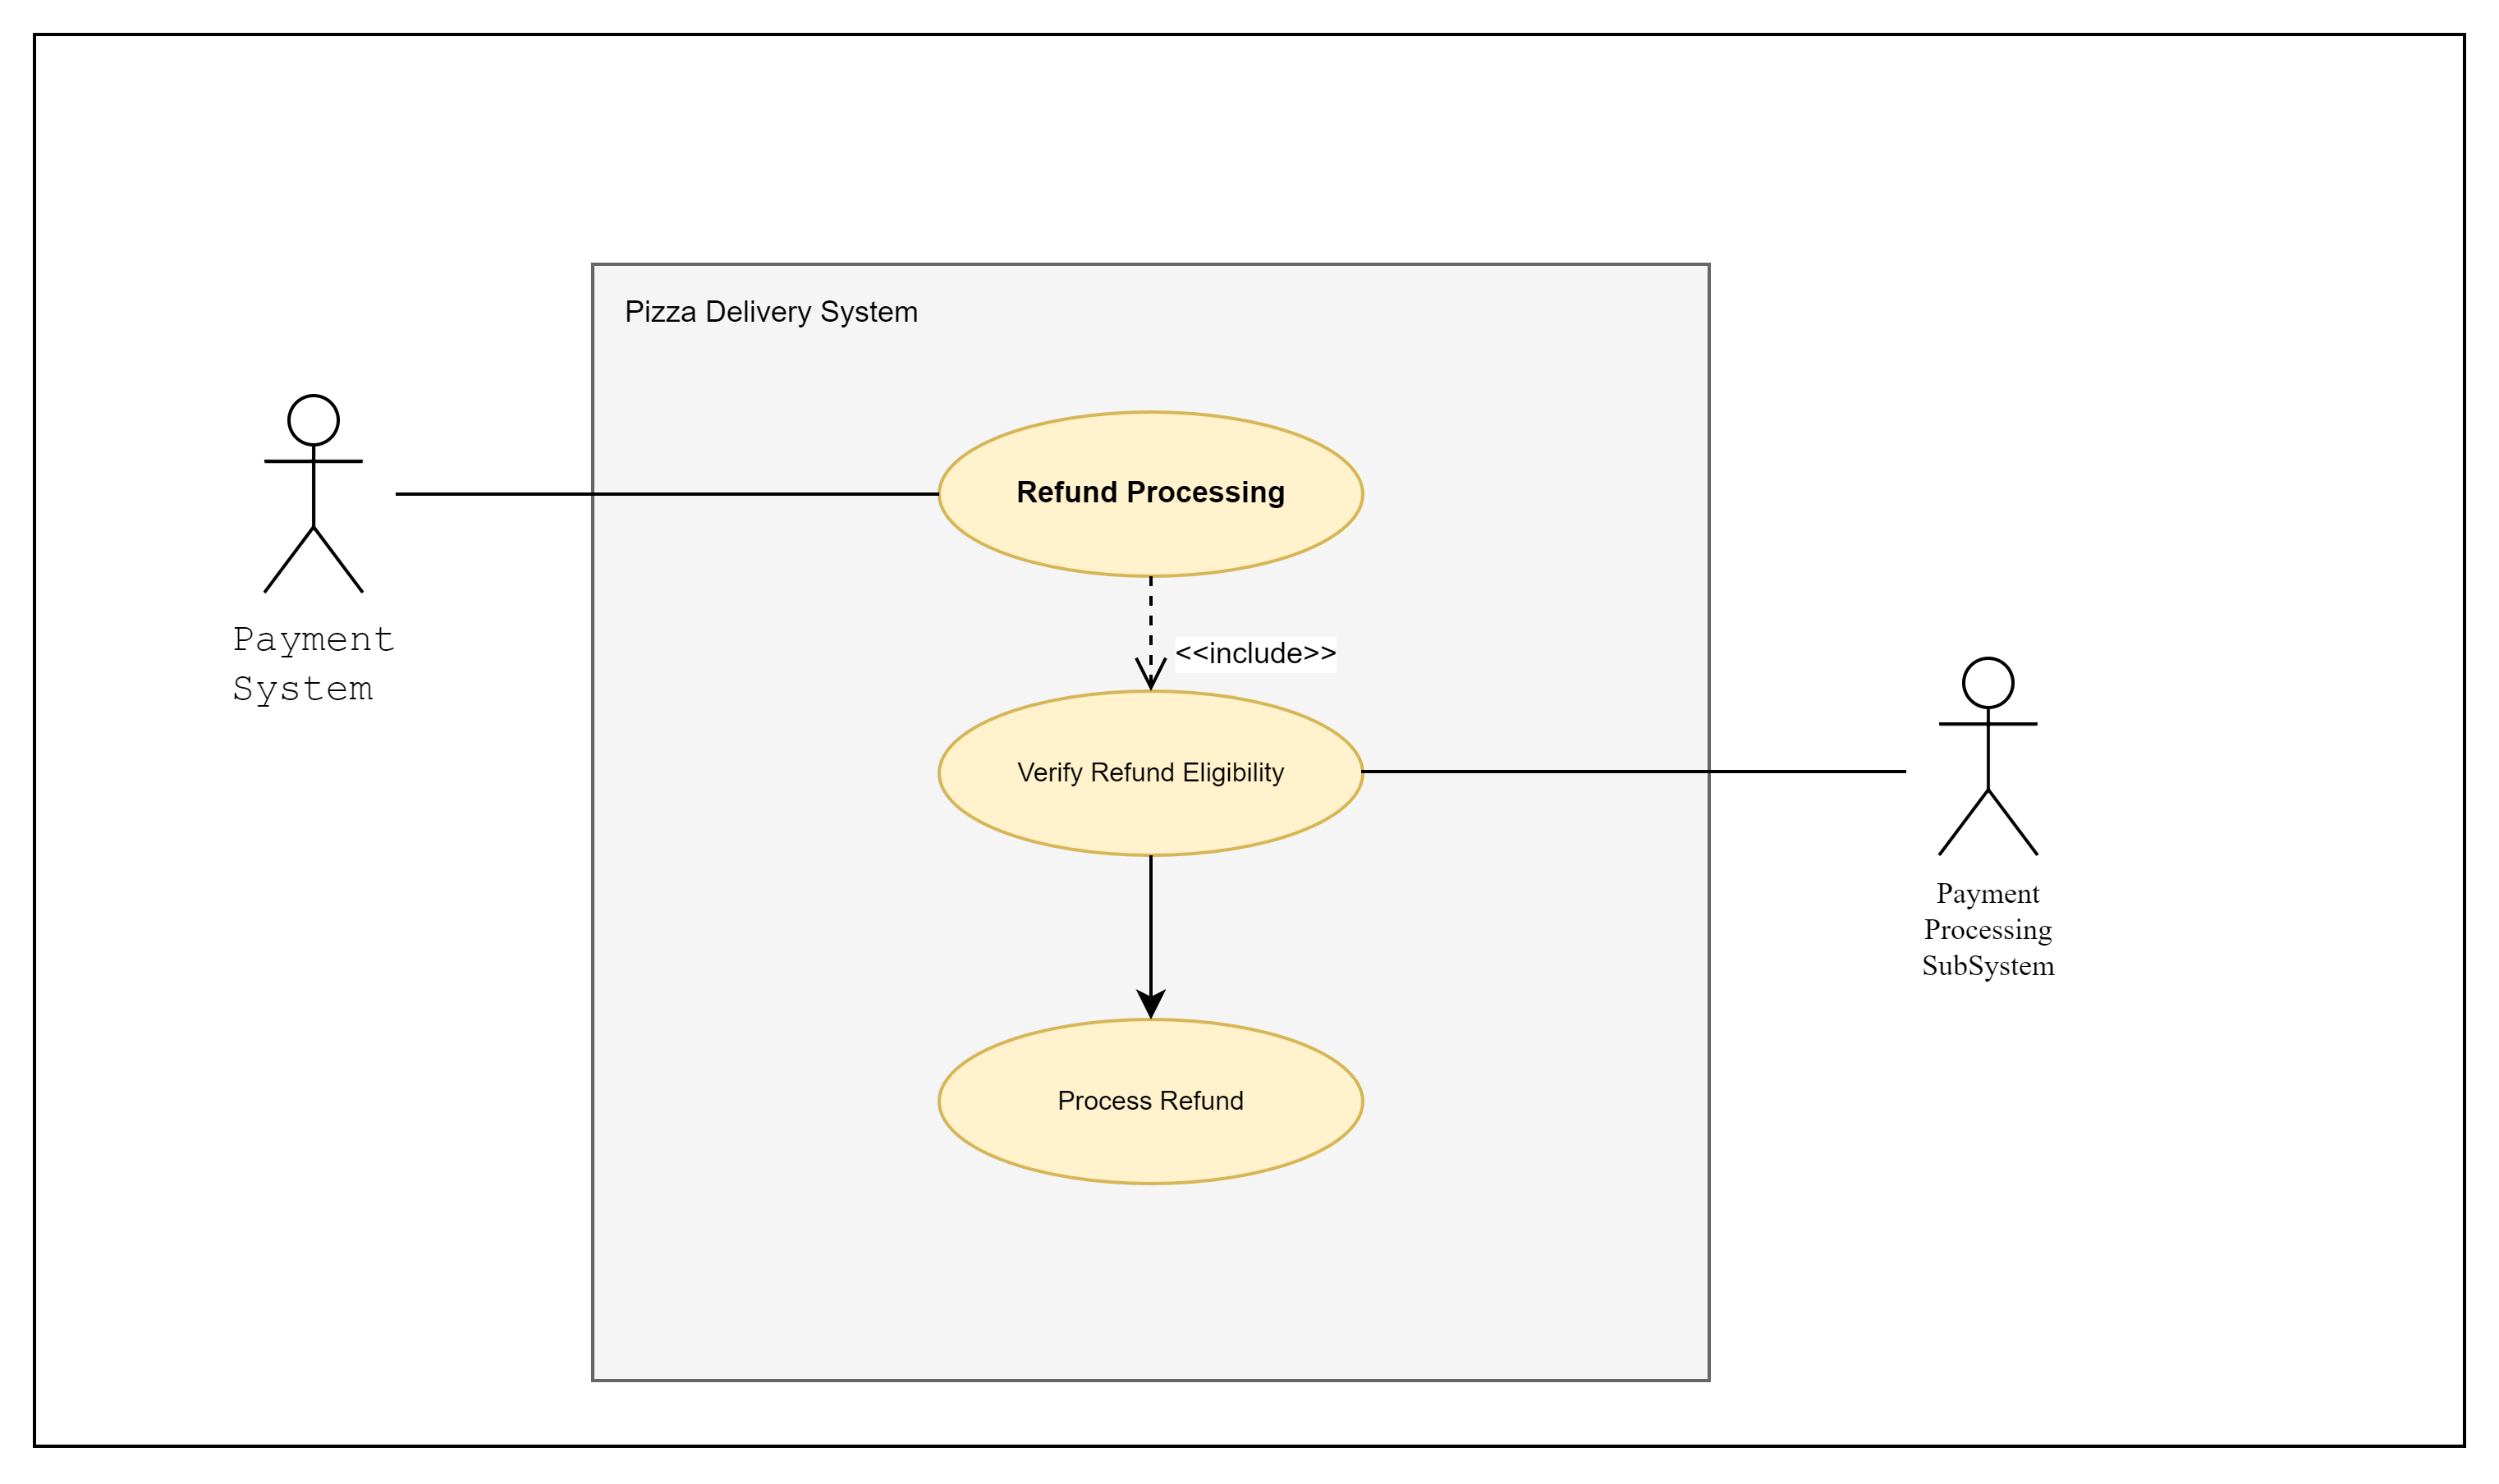 Pizza Delivery System
Refund Processing
Payment
System
<<include>>
Verify Refund Eligibility
Payment
Processing
SubSystem
Process Refund